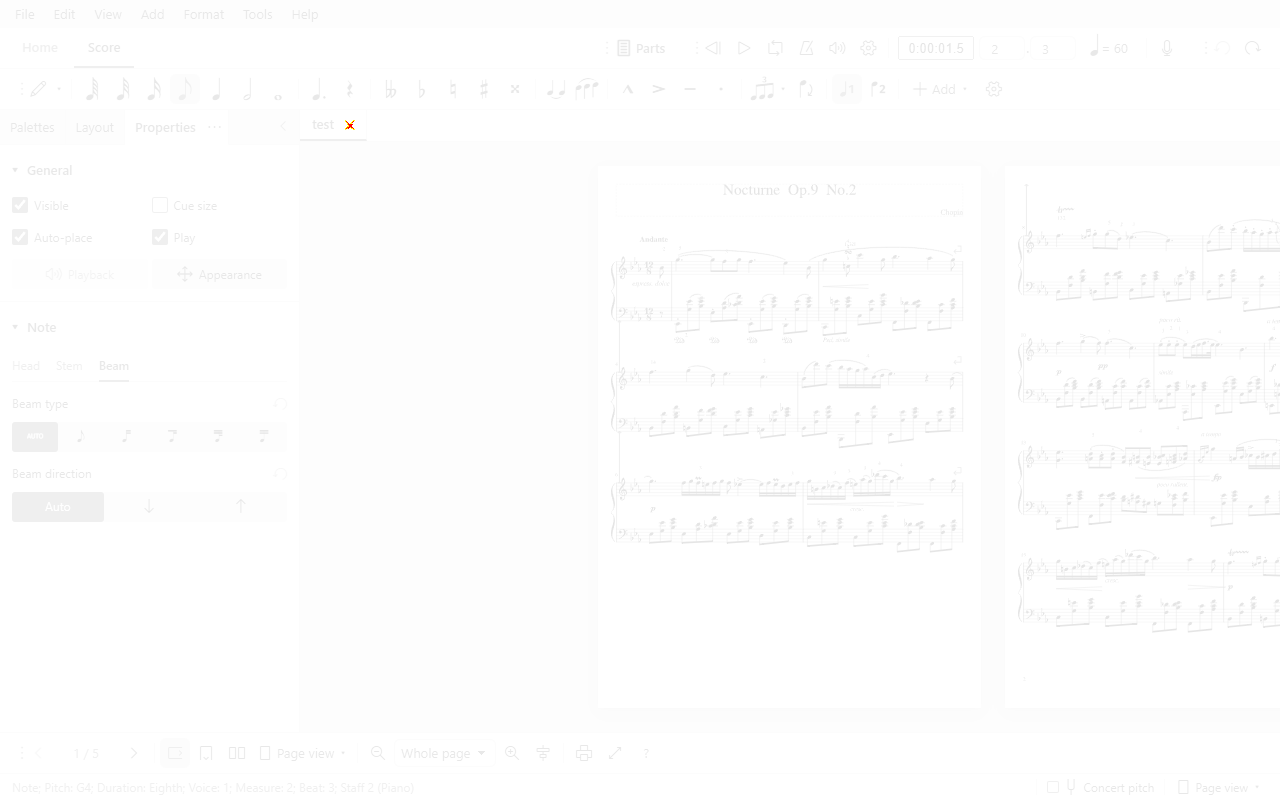 File Edit View Add Format Tools Help
Home Score Parts 0:00:01.5 2 . 3 = 60
Add
Palettes Layout Properties
test
General
Visible Cue size
Auto-place Play
Playback Appearance
Note
Head Stem Beam
Beam type
AUTO
Beam direction
Auto
Nocturne Op.9 No.2
Chopin
Andante
1 / 5 Page view Whole page ?
Note; Pitch: G4; Duration: Eighth; Voice: 1; Measure: 2; Beat: 3; Staff 2 (Piano) Concert pitch Page view